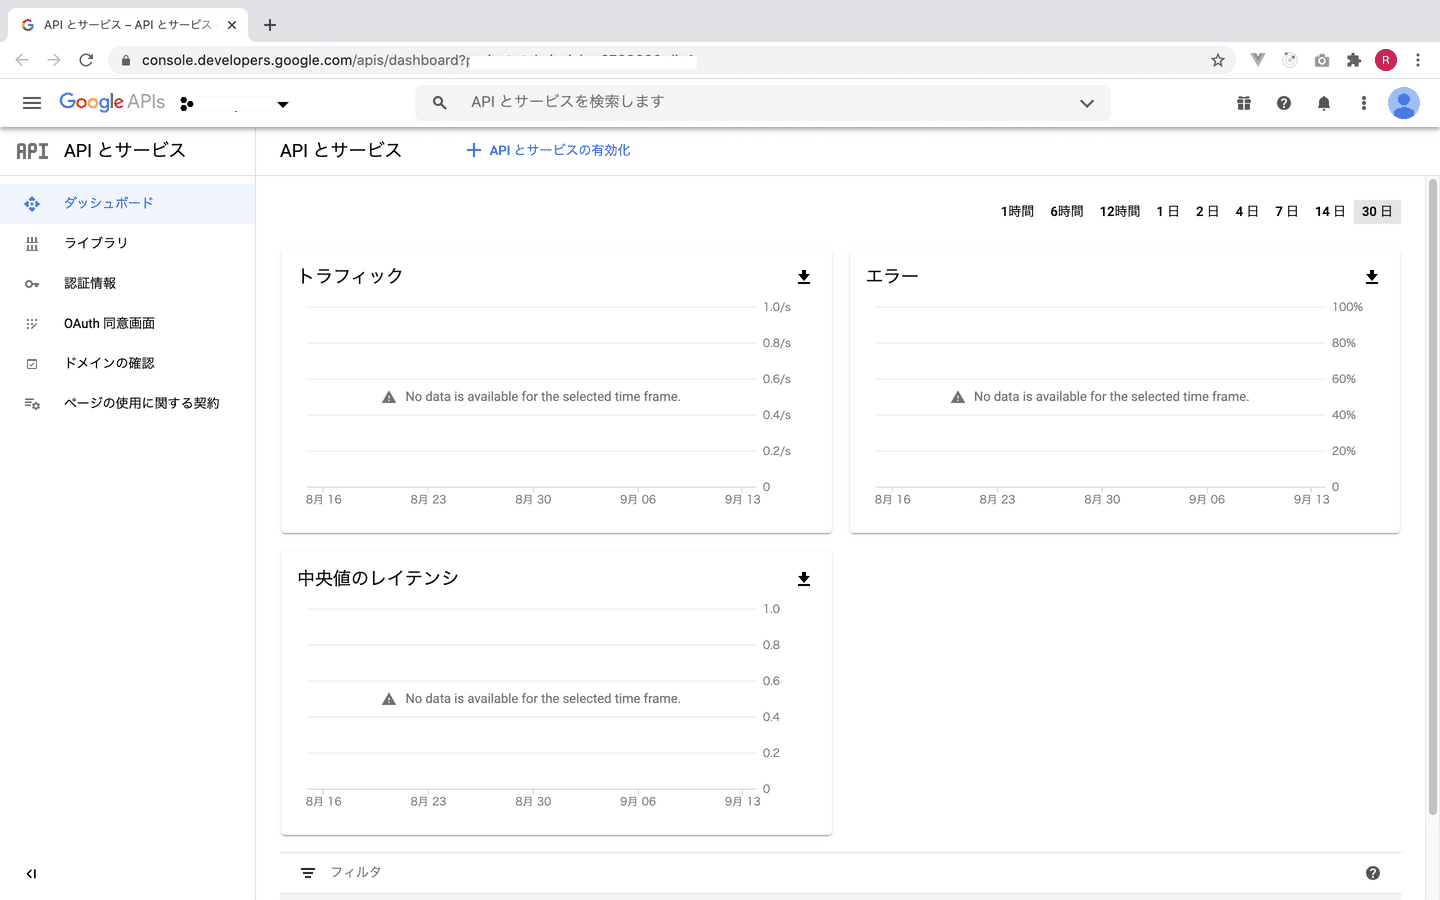 API とサービス – API とサービス
console.developers.google.com/apis/dashboard?
R
Google APIs
API とサービスを検索します
API API とサービス
API とサービス
API とサービスの有効化
ダッシュボード
ライブラリ
認証情報
OAuth 同意画面
ドメインの確認
ページの使用に関する契約
1時間 6時間 12時間 1 日 2 日 4 日 7 日 14 日 30 日
トラフィック
1.0/s
0.8/s
0.6/s
No data is available for the selected time frame.
0.4/s
0.2/s
0
8月 16 8月 23 8月 30 9月 06 9月 13
エラー
100%
80%
60%
No data is available for the selected time frame.
40%
20%
0
8月 16 8月 23 8月 30 9月 06 9月 13
中央値のレイテンシ
1.0
0.8
0.6
No data is available for the selected time frame.
0.4
0.2
0
8月 16 8月 23 8月 30 9月 06 9月 13
フィルタ